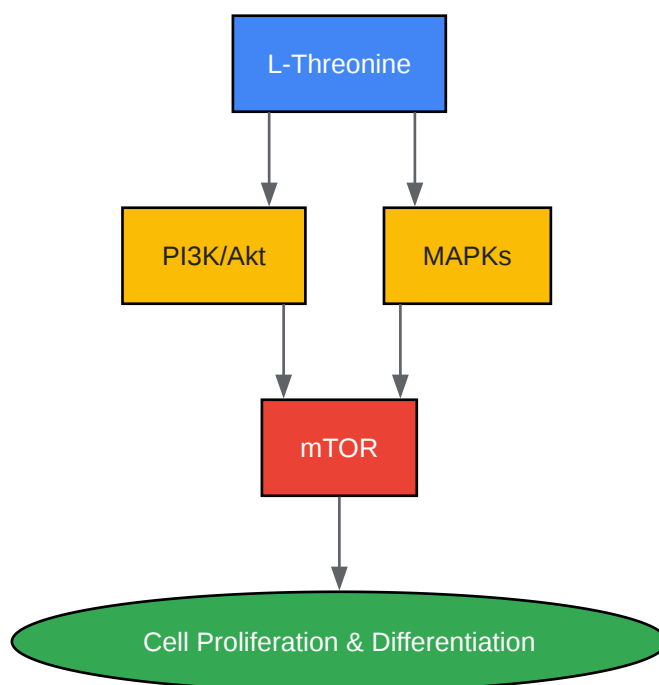 L-Threonine
PI3K/Akt
MAPKs
mTOR
Cell Proliferation & Differentiation